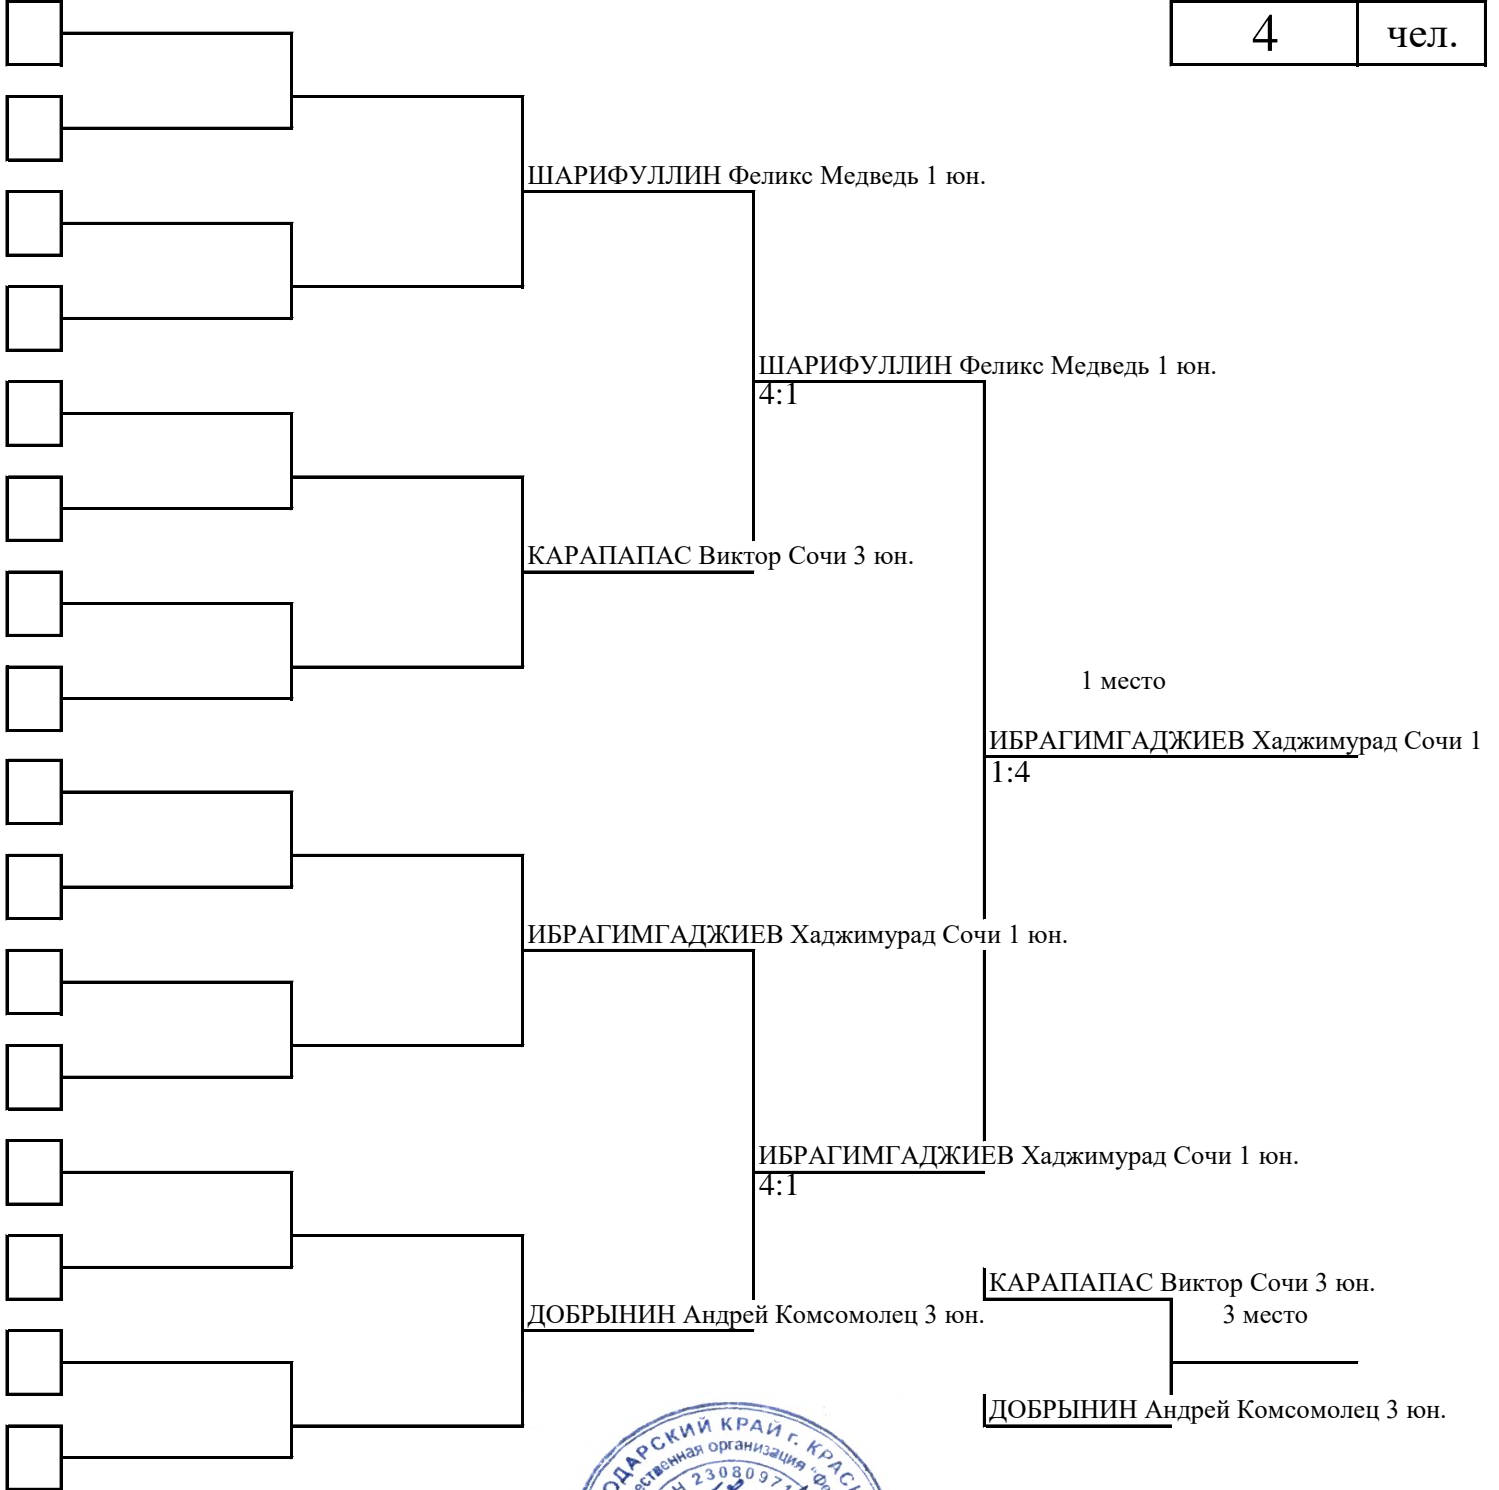 4 чел.
ШАРИФУЛЛИН Феликс Медведь 1 юн.
ШАРИФУЛЛИН Феликс Медведь 1 юн.
4:1
КАРАПАПАС Виктор Сочи 3 юн.
1 место
ИБРАГИМГАДЖИЕВ Хаджимурад Сочи 1
1:4
ИБРАГИМГАДЖИЕВ Хаджимурад Сочи 1 юн.
ИБРАГИМГАДЖИЕВ Хаджимурад Сочи 1 юн.
4:1
КАРАПАПАС Виктор Сочи 3 юн.
ДОБРЫНИН Андрей Комсомолец 3 юн.
3 место
ДОБРЫНИН Андрей Комсомолец 3 юн.
КРАЙ г.
организация